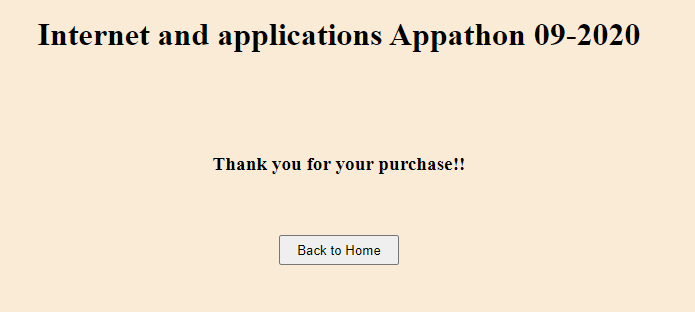 Internet and applications Appathon 09-2020
Thank you for your purchase!!
Back to Home